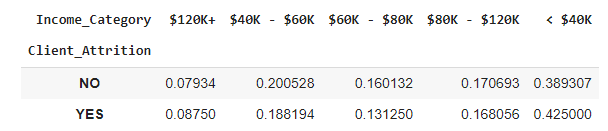 Income_Category $120K+ $40K - $60K $60K - $80K $80K - $120K < $40K
Client_Attrition
NO 0.07934 0.200528 0.160132 0.170693 0.389307
YES 0.08750 0.188194 0.131250 0.168056 0.425000